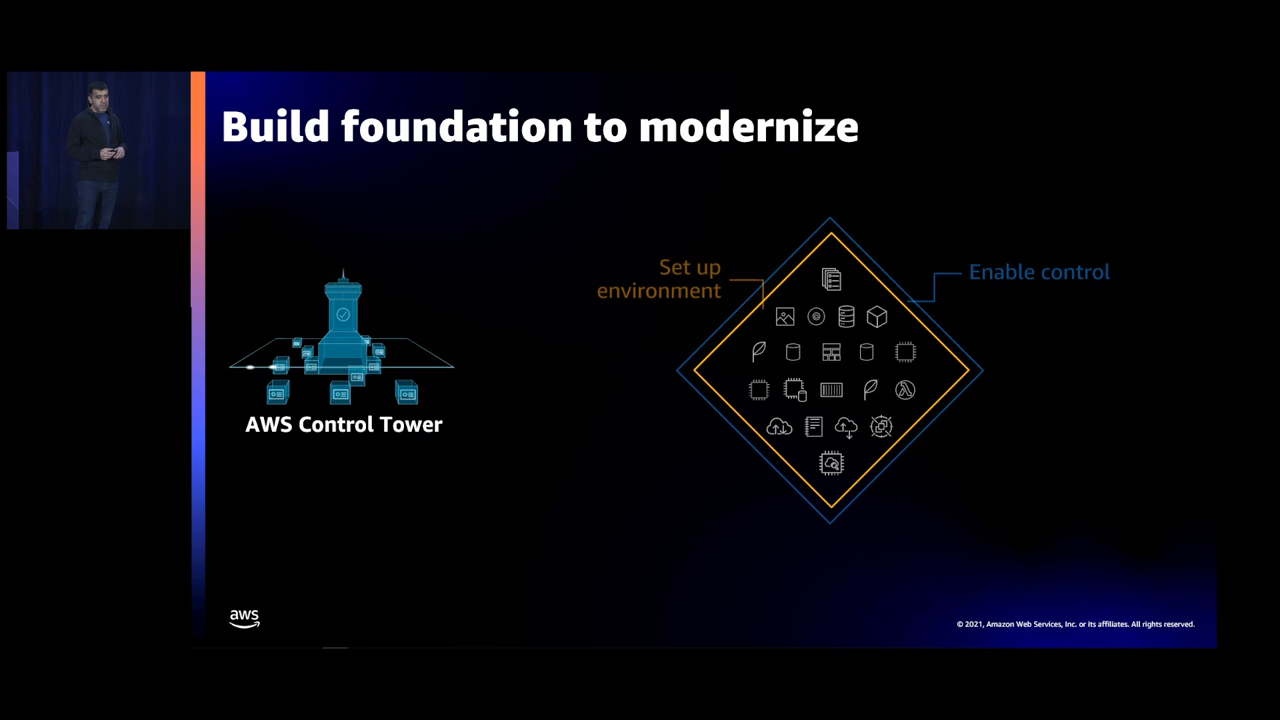 Build foundation to modernize
Set up
environment
Enable control
AWS Control Tower
aws
© 2021, Amazon Web Services, Inc. or its affiliates. All rights reserved.